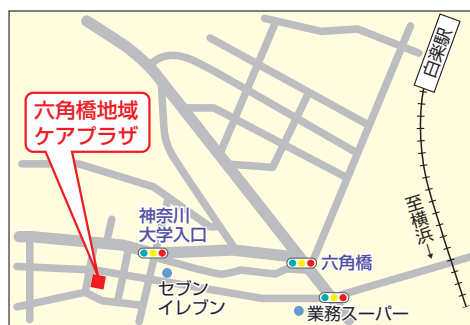 白楽駅
六角橋地域
ケアプラザ
至横浜
神奈川
大学入口
六角橋
セブン
イレブン
業務スーパー